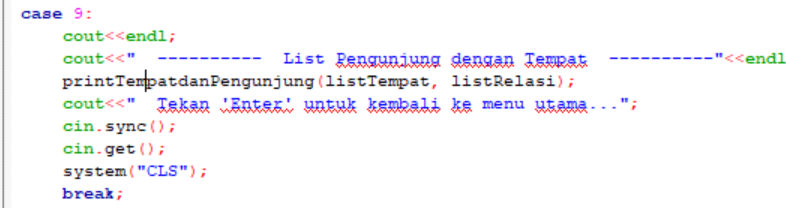 case 9:
cout<<endl;
cout<<"  ----------  List Pengunjung dengan Tempat  ----------"<<endl
printTempatdanPengunjung(listTempat, listRelasi);
cout<<"  Tekan 'Enter' untuk kembali ke menu utama...";
cin.sync();
cin.get();
system("CLS");
break;